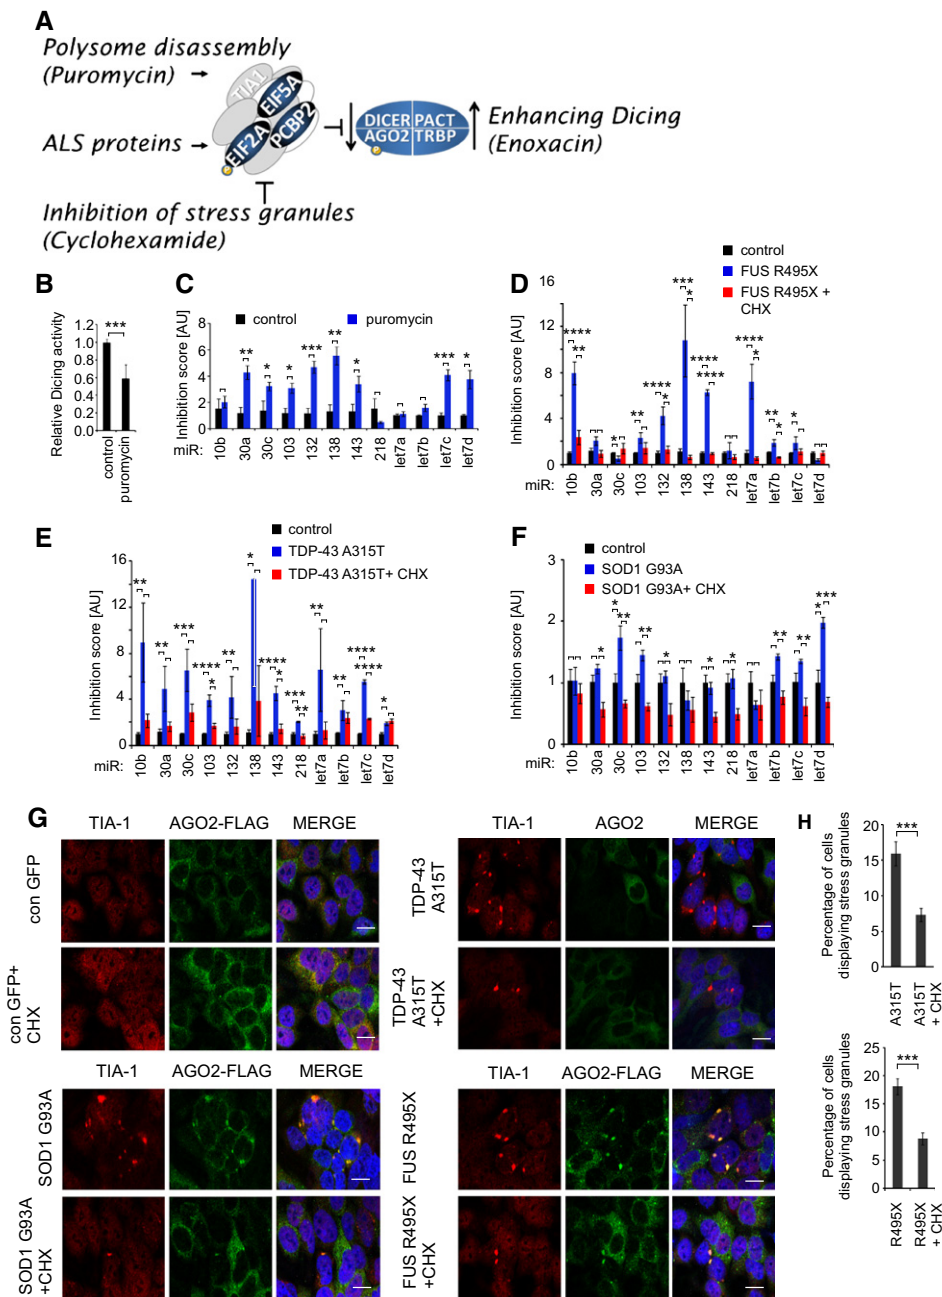 A
Polysome disassembly
(Puromycin)
TIA1
EIF5A
EIF2A
PCBP2
DICER PACT
AGO2 TRBP
Enhancing Dicing
(Enoxacin)
ALS proteins
Inhibition of stress granules
(Cyclohexamide)
B
Relative Dicing activity
1.2
1.0
0.8
0.6
0.4
0.2
0.0
***
control
puromycin
C
Inhibition score [AU]
control
puromycin
8
6
4
2
0
** * * *** ** * *** *
miR: 10b 30a 30c 103 132 138 143 218 let7a let7b let7c let7d
D
Inhibition score [AU]
control
FUS R495X
FUS R495X +
CHX
16
12
8
4
0
**** ** * ** **** * *** * **** **** **** * ** * *
miR: 10b 30a 30c 103 132 138 143 218 let7a let7b let7c let7d
E
Inhibition score [AU]
control
TDP-43 A315T
TDP-43 A315T+ CHX
16
12
8
4
0
** ** *** **** * ** * **** * *** ** ** ** **** ****
miR: 10b 30a 30c 103 132 138 143 218 let7a let7b let7c let7d
F
Inhibition score [AU]
control
SOD1 G93A
SOD1 G93A+ CHX
3
2
1
0
* * ** * ** * * * ** ** * ***
miR: 10b 30a 30c 103 132 138 143 218 let7a let7b let7c let7d
G
TIA-1 AGO2-FLAG MERGE
con GFP
con GFP+
CHX
TIA-1 AGO2 MERGE
TDP-43
A315T
TDP-43
A315T
+CHX
TIA-1 AGO2-FLAG MERGE
SOD1 G93A
SOD1 G93A
+CHX
TIA-1 AGO2-FLAG MERGE
FUS R495X
FUS R495X
+CHX
H
Percentage of cells
displaying stress granules
20
15
10
5
0
***
A315T
A315T
+ CHX
Percentage of cells
displaying stress granules
25
20
15
10
5
0
***
R495X
R495X
+ CHX